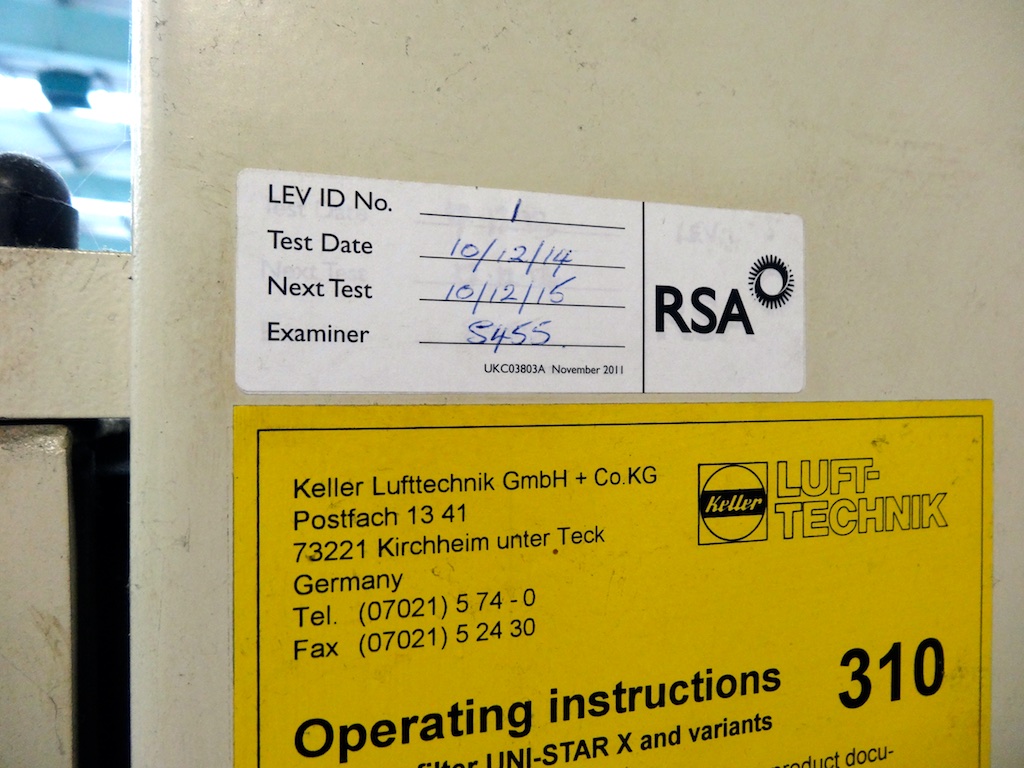 LEV ID No. 1
Test Date 10/12/14
Next Test 10/12/15
Examiner S455
UKC03803A November 2011
RSA
Keller Lufttechnik GmbH + Co.KG
Postfach 13 41
73221 Kirchheim unter Teck
Germany
Tel. (07021) 5 74 - 0
Fax (07021) 5 24 30
Keller
LUFT-
TECHNIK
Operating instructions 310
filter UNI-STAR X and variants
product docu-